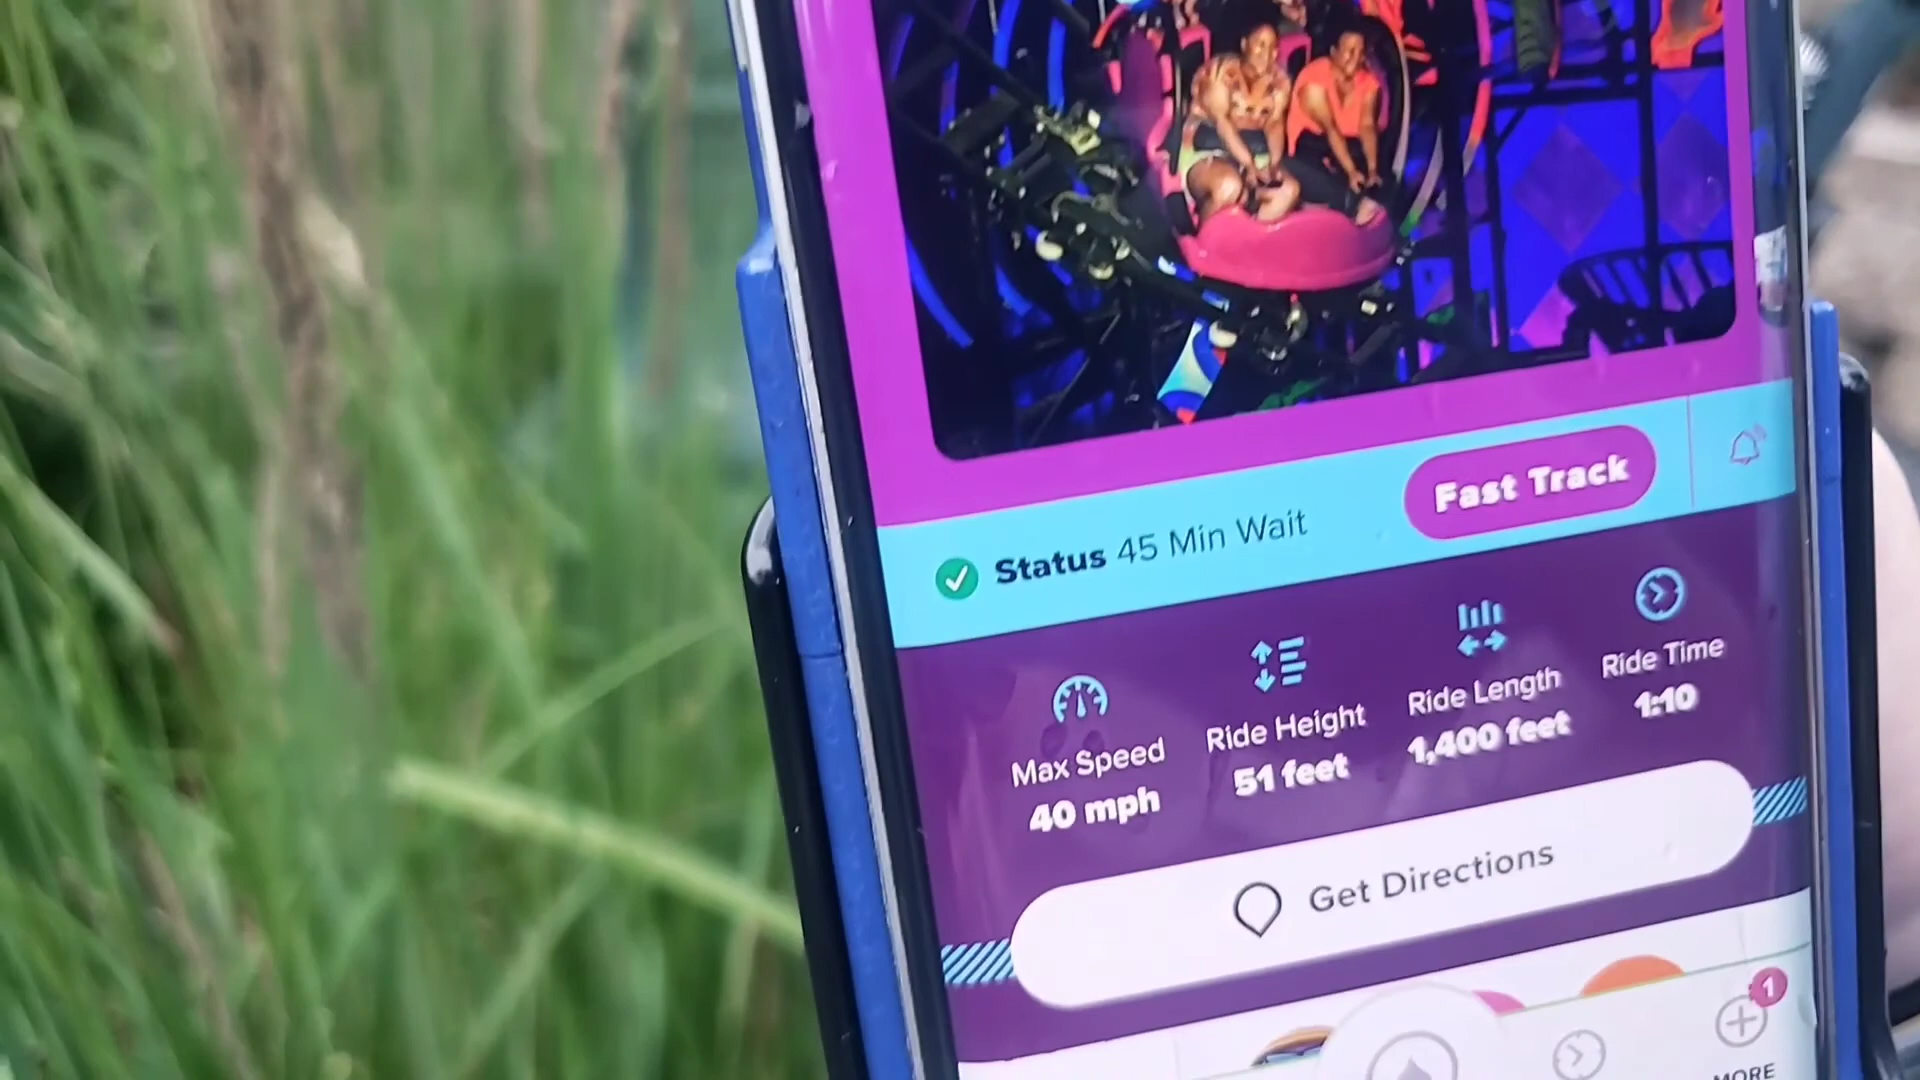 Fast Track
Status 45 Min Wait
Max Speed
40 mph
Ride Height
51 feet
Ride Length
1,400 feet
Ride Time
1:10
Get Directions
1
MORE